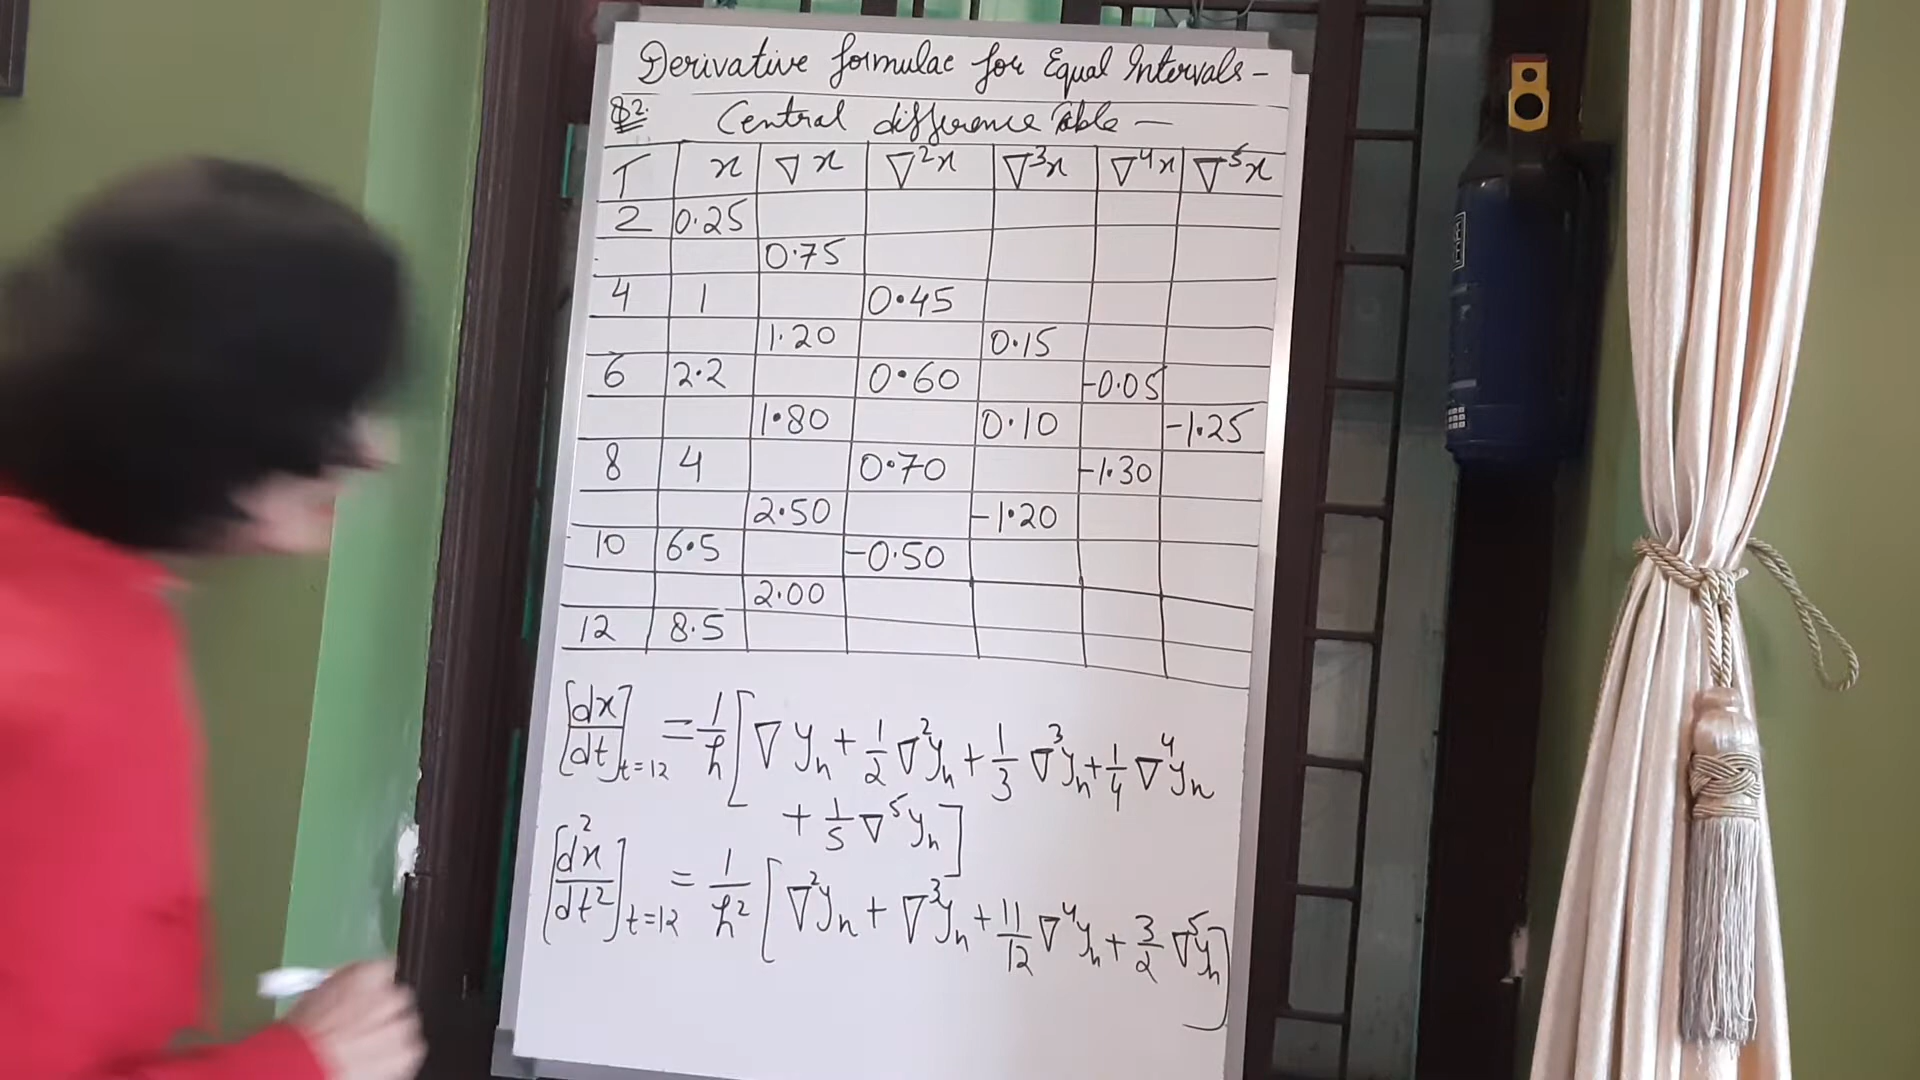 Derivative formulae for Equal Intervals -
Q2. Central difference Table -
T x ∇x ∇²x ∇³x ∇⁴x ∇⁵x
2 0.25
0.75
4 1 0.45
1.20 0.15
6 2.2 0.60 -0.05
1.80 0.10 -1.25
8 4 0.70 -1.30
2.50 -1.20
10 6.5 -0.50
2.00
12 8.5
[dx/dt]t=12 = 1/h [∇yn + 1/2 ∇²yn + 1/3 ∇³yn + 1/4 ∇⁴yn
+ 1/5 ∇⁵yn]
[d²x/dt²]t=12 = 1/h² [∇²yn + ∇³yn + 11/12 ∇⁴yn + 3/2 ∇⁵yn]